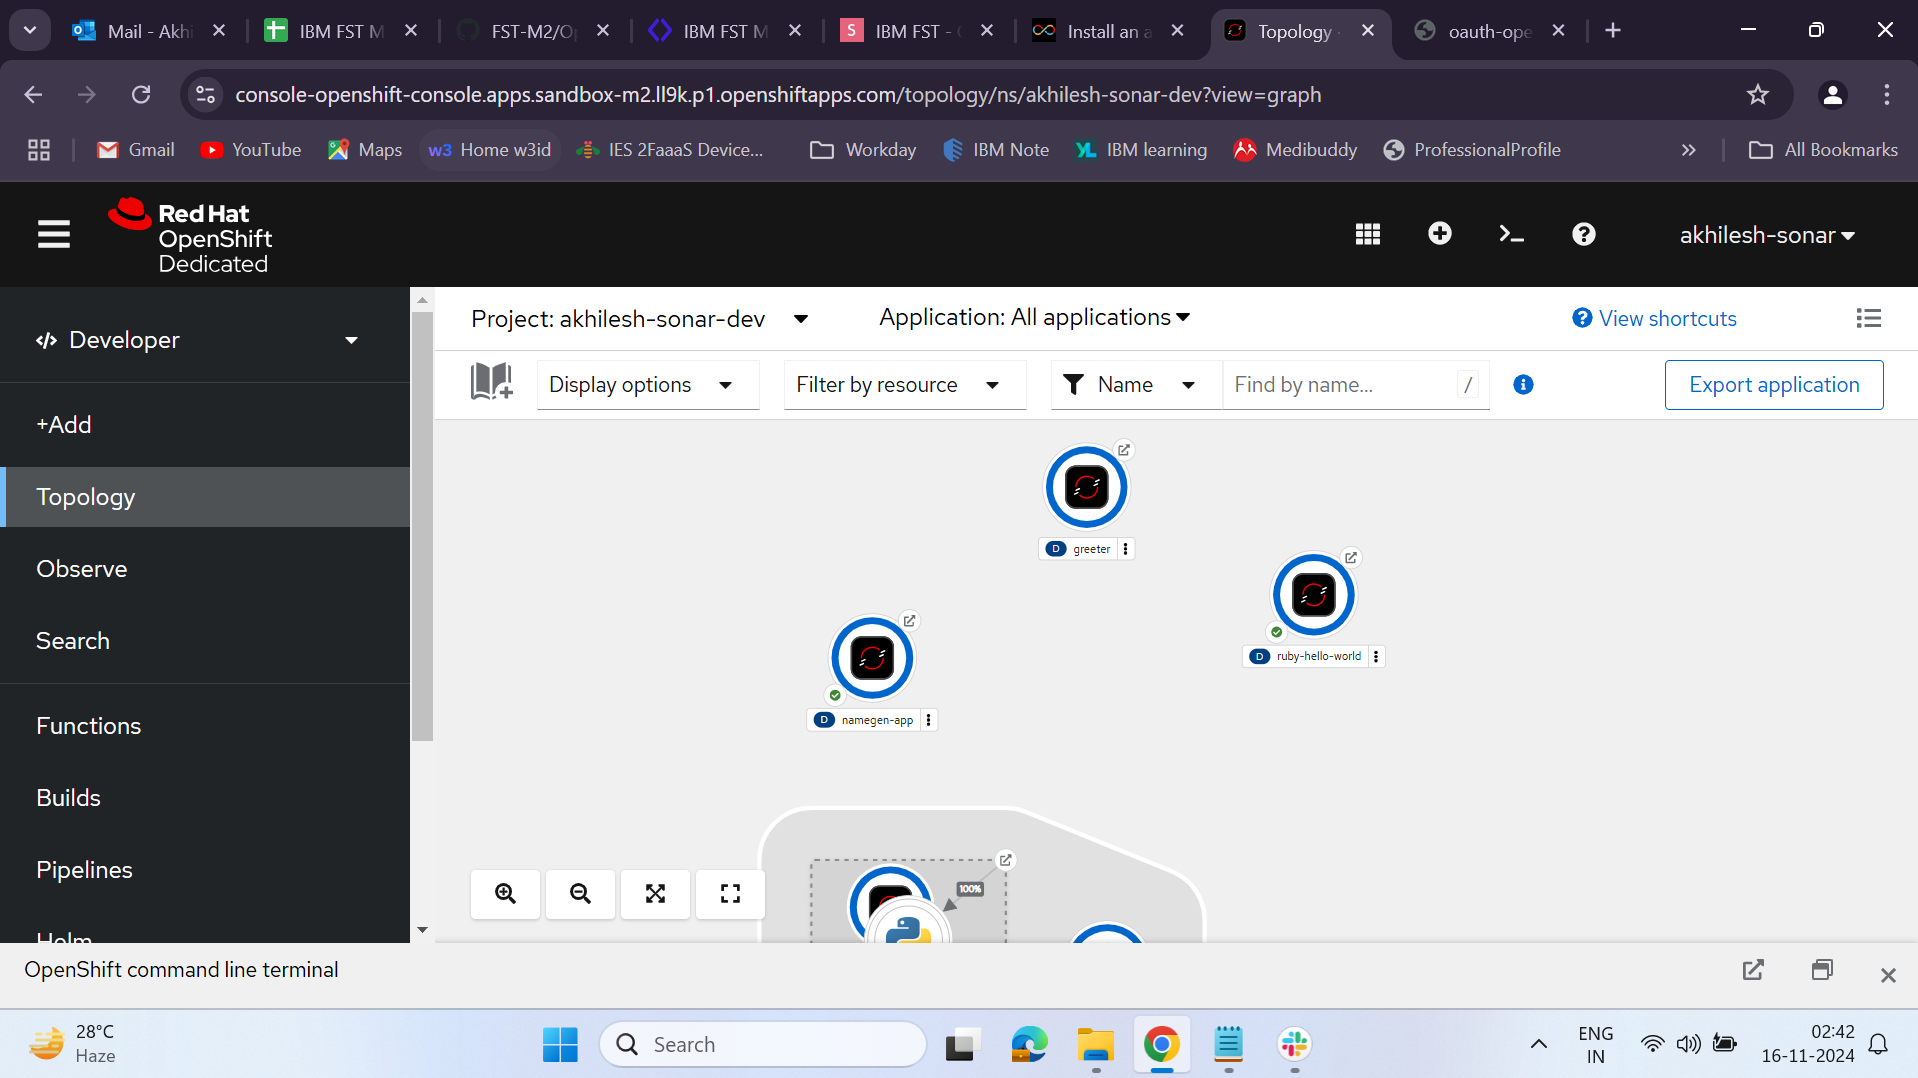 Mail - Akhi
IBM FST M
FST-M2/O
IBM FST M
S
IBM FST -
Install an a
Topology
oauth-ope
console-openshift-console.apps.sandbox-m2.ll9k.p1.openshiftapps.com/topology/ns/akhilesh-sonar-dev?view=graph
Gmail
YouTube
Maps
w3 Home w3id
IES 2FaaaS Device...
Workday
IBM Note
YL IBM learning
Medibuddy
ProfessionalProfile
»
All Bookmarks
Red Hat
OpenShift
Dedicated
akhilesh-sonar
Developer
+Add
Topology
Observe
Search
Functions
Builds
Pipelines
Helm
Project: akhilesh-sonar-dev
Application: All applications
View shortcuts
Display options
Filter by resource
Name
Find by name...
/
Export application
D greeter
D ruby-hello-world
D namegen-app
100%
OpenShift command line terminal
28°C
Haze
Search
ENG
IN
02:42
16-11-2024